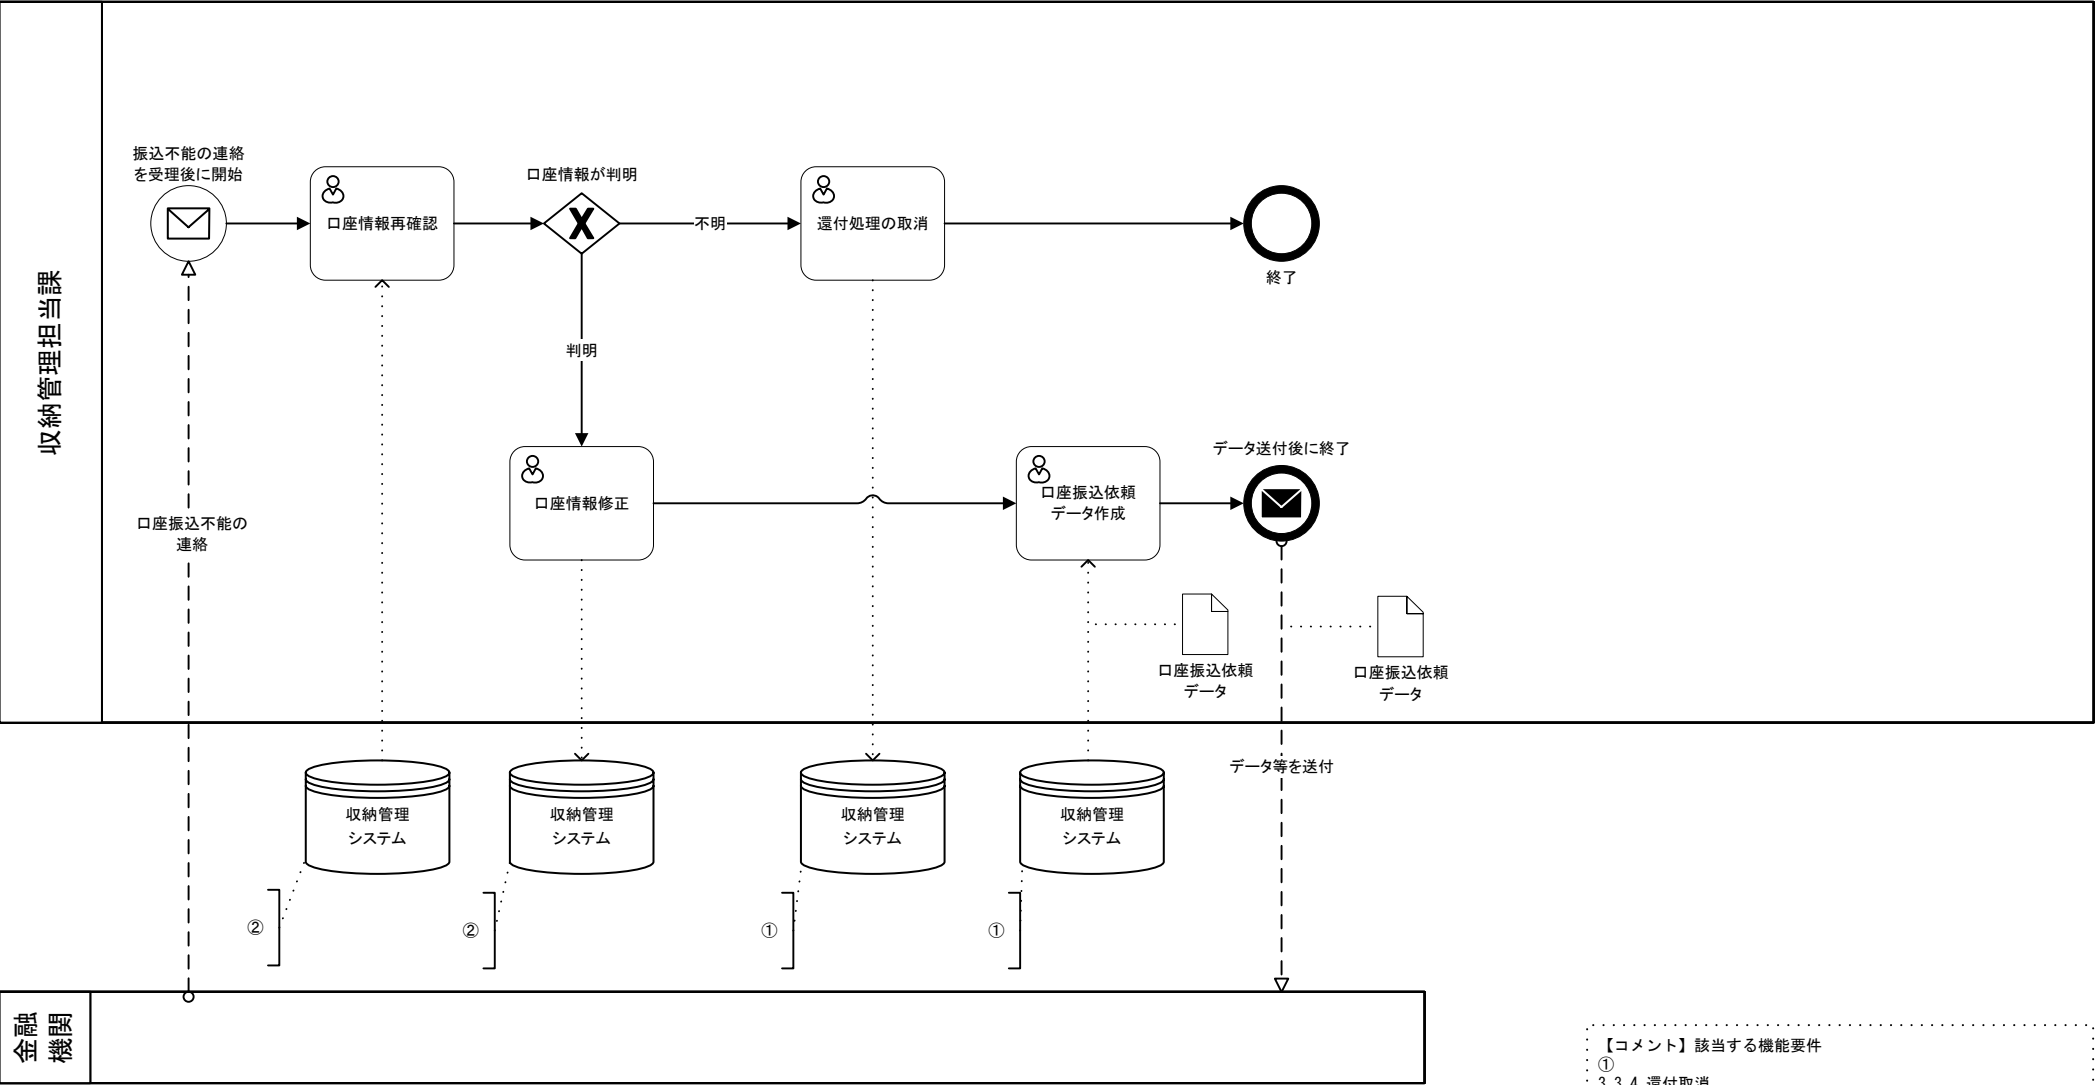 収納管理担当課
振込不能の連絡
を受理後に開始
口座情報再確認
口座情報が判明
不明
還付処理の取消
終了
判明
口座情報修正
口座振込依頼
データ作成
データ送付後に終了
口座振込不能の
連絡
口座振込依頼
データ
口座振込依頼
データ
データ等を送付
収納管理
システム
収納管理
システム
収納管理
システム
収納管理
システム
②
②
①
①
金融
機関
【コメント】該当する機能要件
①
3.3.4.還付取消